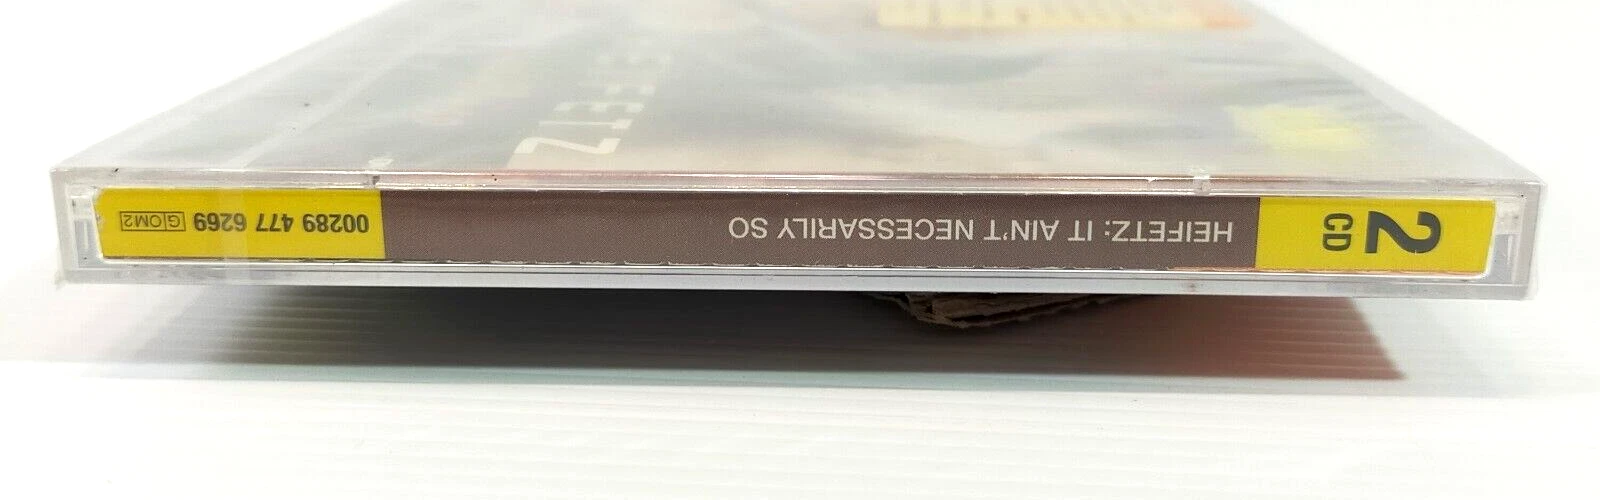 2
CD
HEIFETZ: IT AIN'T NECESSARILY SO
00289 477 6269
G OM2